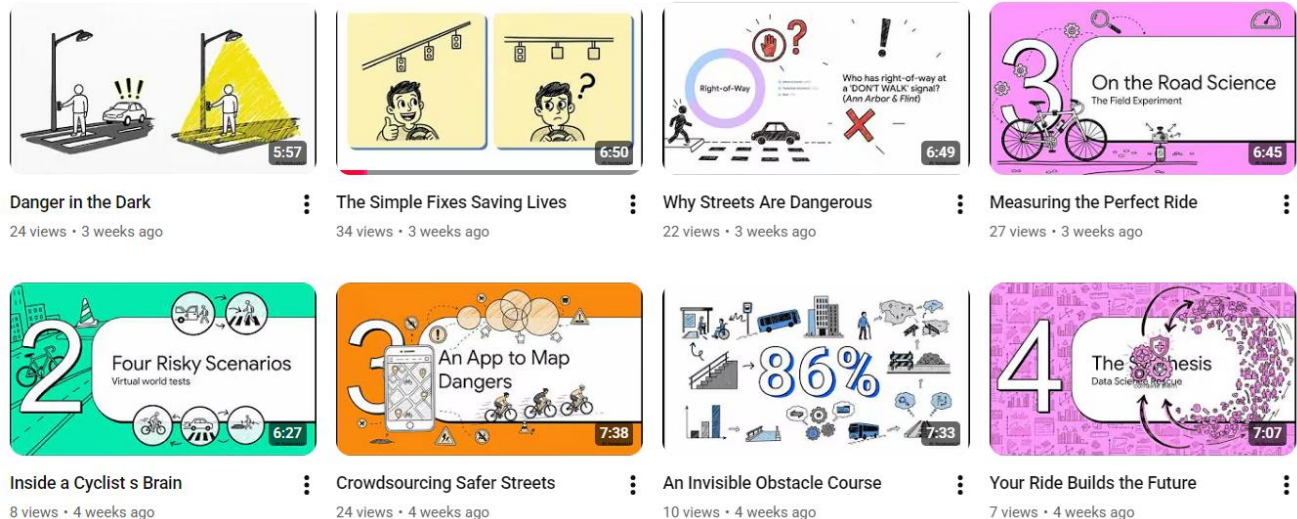 5:57
6:50
Right-of-Way
Who has right-of-way at
a 'DON'T WALK' signal?
(Ann Arbor & Flint)
6:49
3
On the Road Science
The Field Experiment
6:45
Danger in the Dark
24 views • 3 weeks ago
The Simple Fixes Saving Lives
34 views • 3 weeks ago
Why Streets Are Dangerous
22 views • 3 weeks ago
Measuring the Perfect Ride
27 views • 3 weeks ago
2
Four Risky Scenarios
Virtual world tests
6:27
3
An App to Map
Dangers
7:38
86%
7:33
4
Data Science Rescue
7:07
Inside a Cyclist s Brain
8 views • 4 weeks ago
Crowdsourcing Safer Streets
24 views • 4 weeks ago
An Invisible Obstacle Course
10 views • 4 weeks ago
Your Ride Builds the Future
7 views • 4 weeks ago